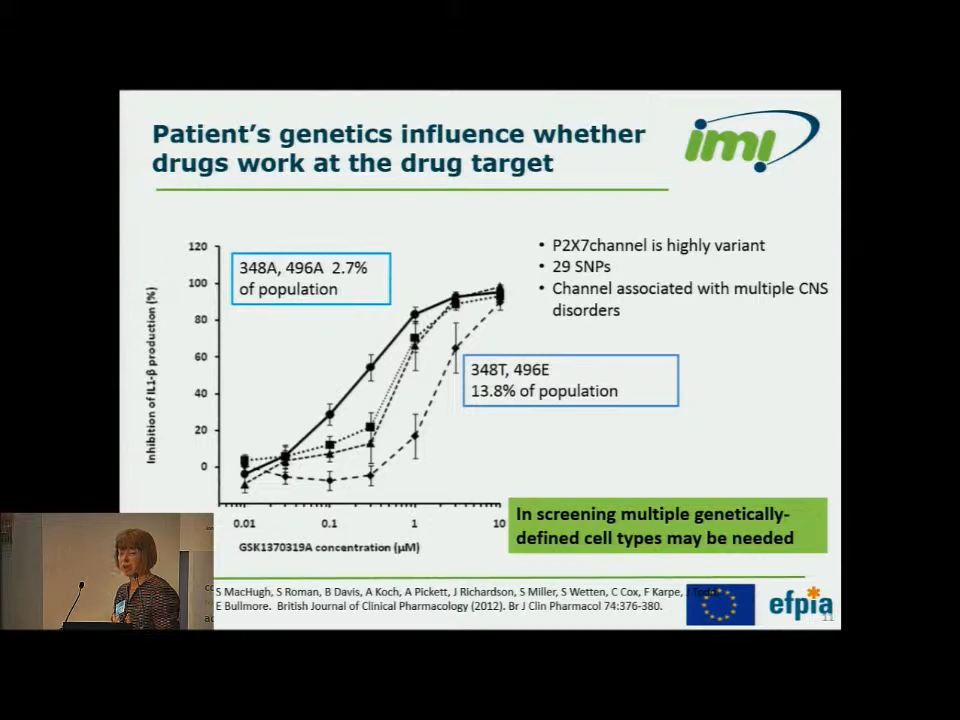 Patient's genetics influence whether
drugs work at the drug target
imi
120
100
80
60
40
20
0
Inhibition of IL1-β production (%)
348A, 496A 2.7%
of population
• P2X7channel is highly variant
• 29 SNPs
• Channel associated with multiple CNS
disorders
348T, 496E
13.8% of population
0.01
0.1
1
10
GSK1370319A concentration (μM)
In screening multiple genetically-
defined cell types may be needed
S MacHugh, S Roman, B Davis, A Koch, A Pickett, J Richardson, S Miller, S Wetten, C Cox, F Karpe, J
E Bullmore. British Journal of Clinical Pharmacology (2012). Br J Clin Pharmacol 74:376-380.
efpia
11